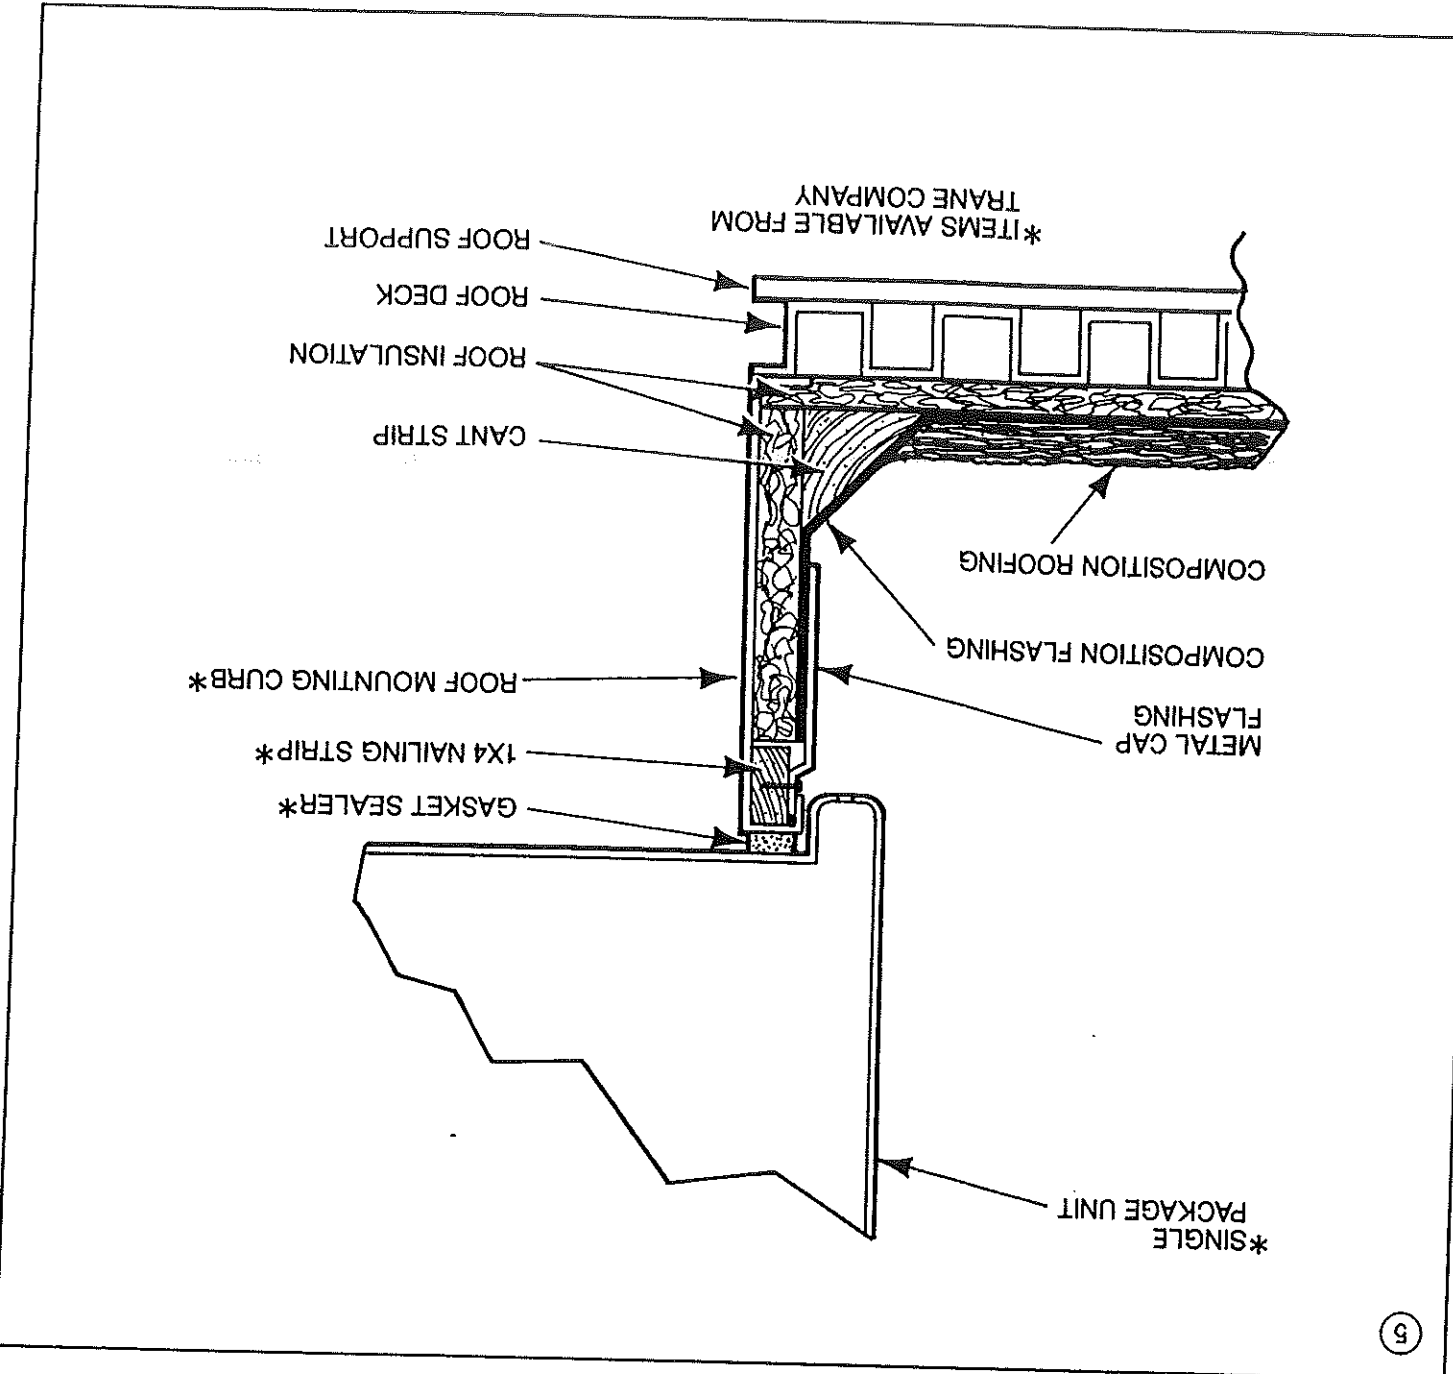 5
*SINGLE
PACKAGE UNIT
METAL CAP
FLASHING
COMPOSITION FLASHING
COMPOSITION ROOFING
GASKET SEALER*
1X4 NAILING STRIP*
ROOF MOUNTING CURB*
CANT STRIP
ROOF INSULATION
ROOF DECK
ROOF SUPPORT
*ITEMS AVAILABLE FROM
TRANE COMPANY